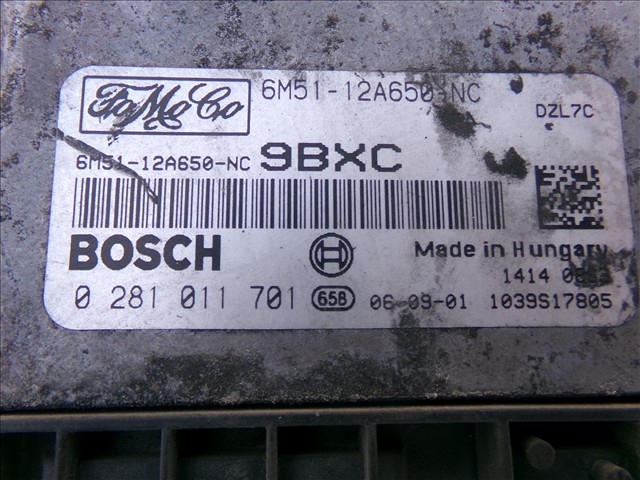 FoMoCo 6M51-12A650-NC
DZL7C
6M51-12A650-NC 9BXC
BOSCH Made in Hungary
1414
0 281 011 701 658 06-09-01 1039S17805